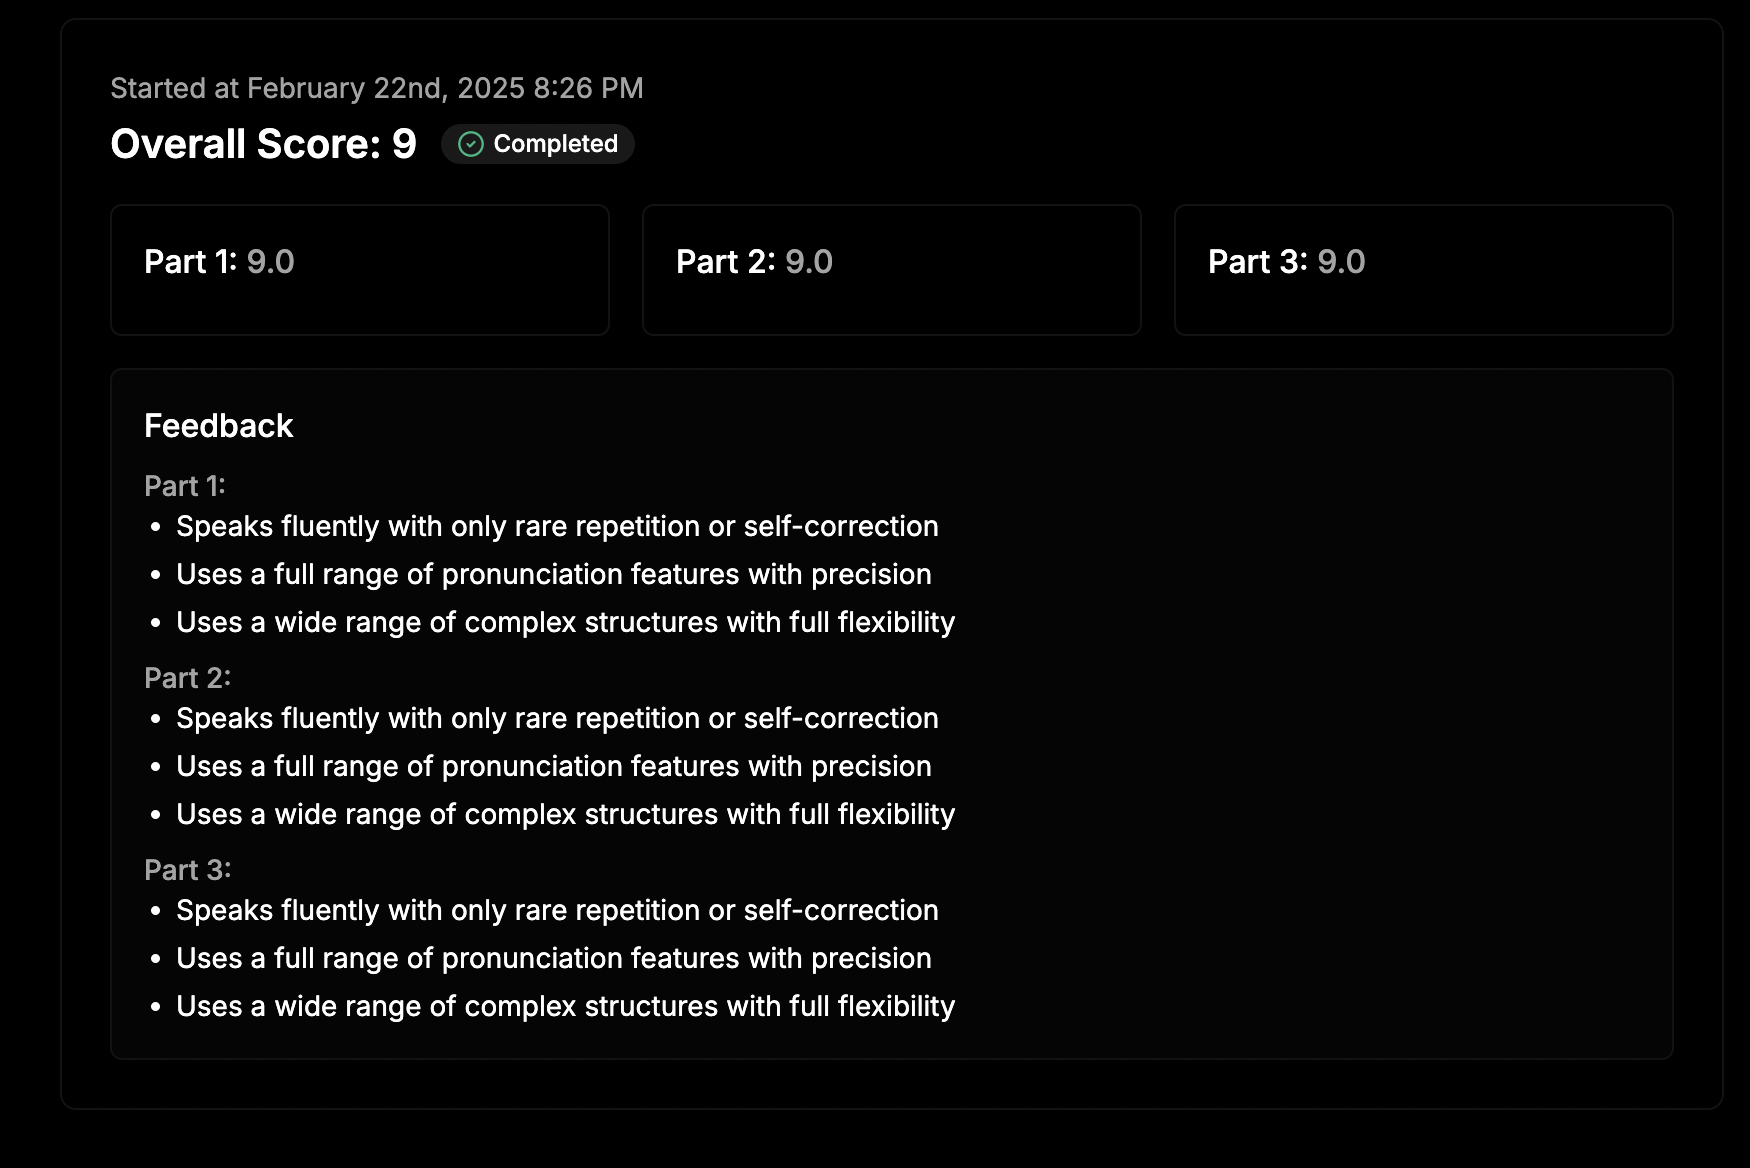 Started at February 22nd, 2025 8:26 PM
Overall Score: 9 Completed
Part 1: 9.0
Part 2: 9.0
Part 3: 9.0
Feedback
Part 1:
• Speaks fluently with only rare repetition or self-correction
• Uses a full range of pronunciation features with precision
• Uses a wide range of complex structures with full flexibility
Part 2:
• Speaks fluently with only rare repetition or self-correction
• Uses a full range of pronunciation features with precision
• Uses a wide range of complex structures with full flexibility
Part 3:
• Speaks fluently with only rare repetition or self-correction
• Uses a full range of pronunciation features with precision
• Uses a wide range of complex structures with full flexibility